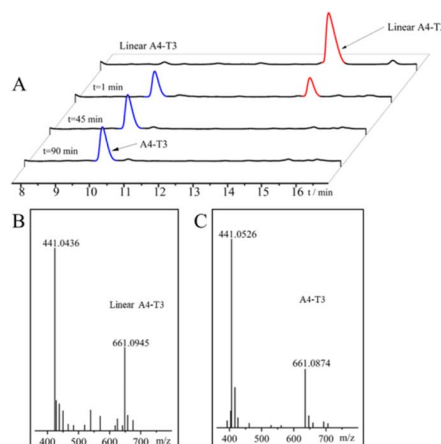 Linear A4-T3
Linear A4-T
A
t=1 min
t=45 min
t=90 min
A4-T3
8 9 10 11 12 13 14 15 16 t / min
B
C
441.0436
441.0526
Linear A4-T3
A4-T3
661.0945
661.0874
400 500 600 700 m/z
400 500 600 700 m/z